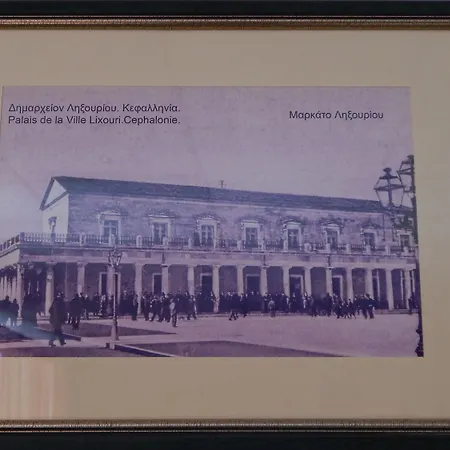 Δημαρχείον Ληξουρίου. Κεφαλληνία.
Palais de la Ville Lixouri.Cephalonie.
Μαρκάτο Ληξουρίου